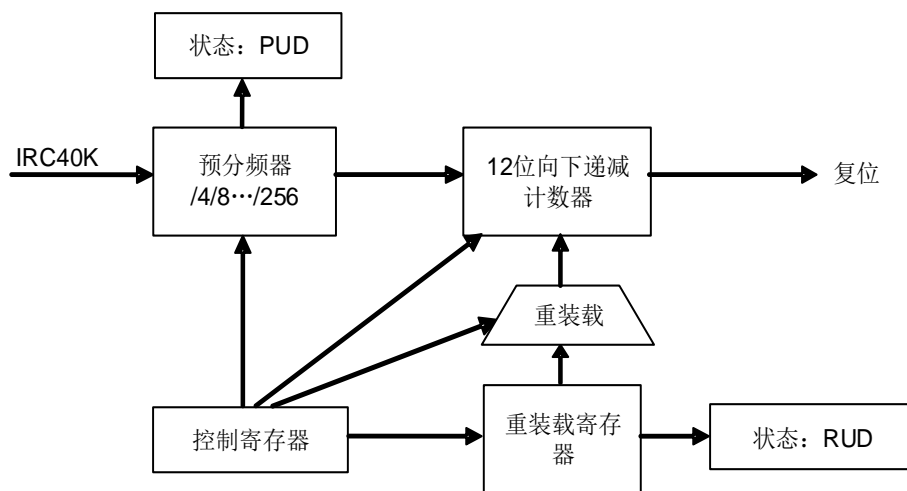 状态：PUD
IRC40K
预分频器
/4/8…/256
12位向下递减
计数器
复位
重装载
控制寄存器
重装载寄存
器
状态：RUD